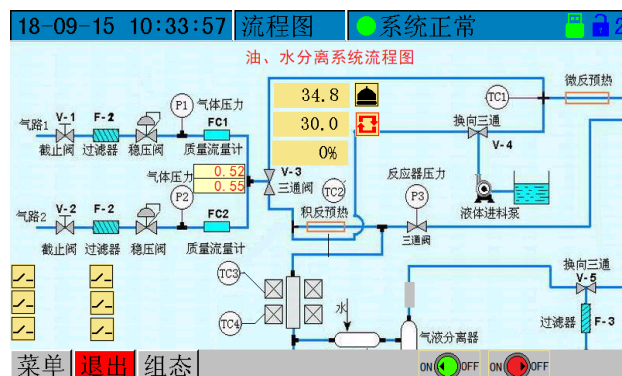 18-09-15 10:33:57 流程图 系统正常 2
油、水分离系统流程图
微反预热
34.8
TC1
P1 气体压力
30.0
换向三通
气路1 V-1 F-2 FC1
V-4
截止阀 过滤器 稳压阀 质量流量计
0%
气体压力 0.52
0.55
V-3
三通阀
反应器压力
TC2
P2
P3
积反预热
液体进料泵
气路2 V-2 F-2 FC2
三通阀
截止阀 过滤器 稳压阀 质量流量计
TC3
换向三通
V-5
水
TC4
过滤器 F-3
气液分离器
菜单 退出 组态 ON OFF ON OFF